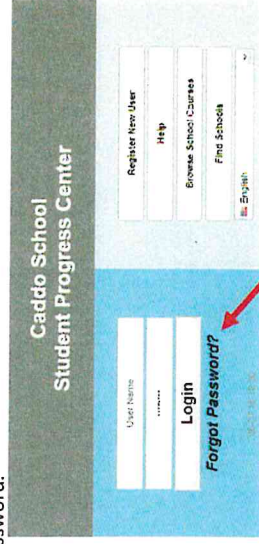 ssword.
Caddo School
Student Progress Center
User Name
........
Login
Forgot Password?
Register New User
Help
Browse School Courses
Find Schools
English